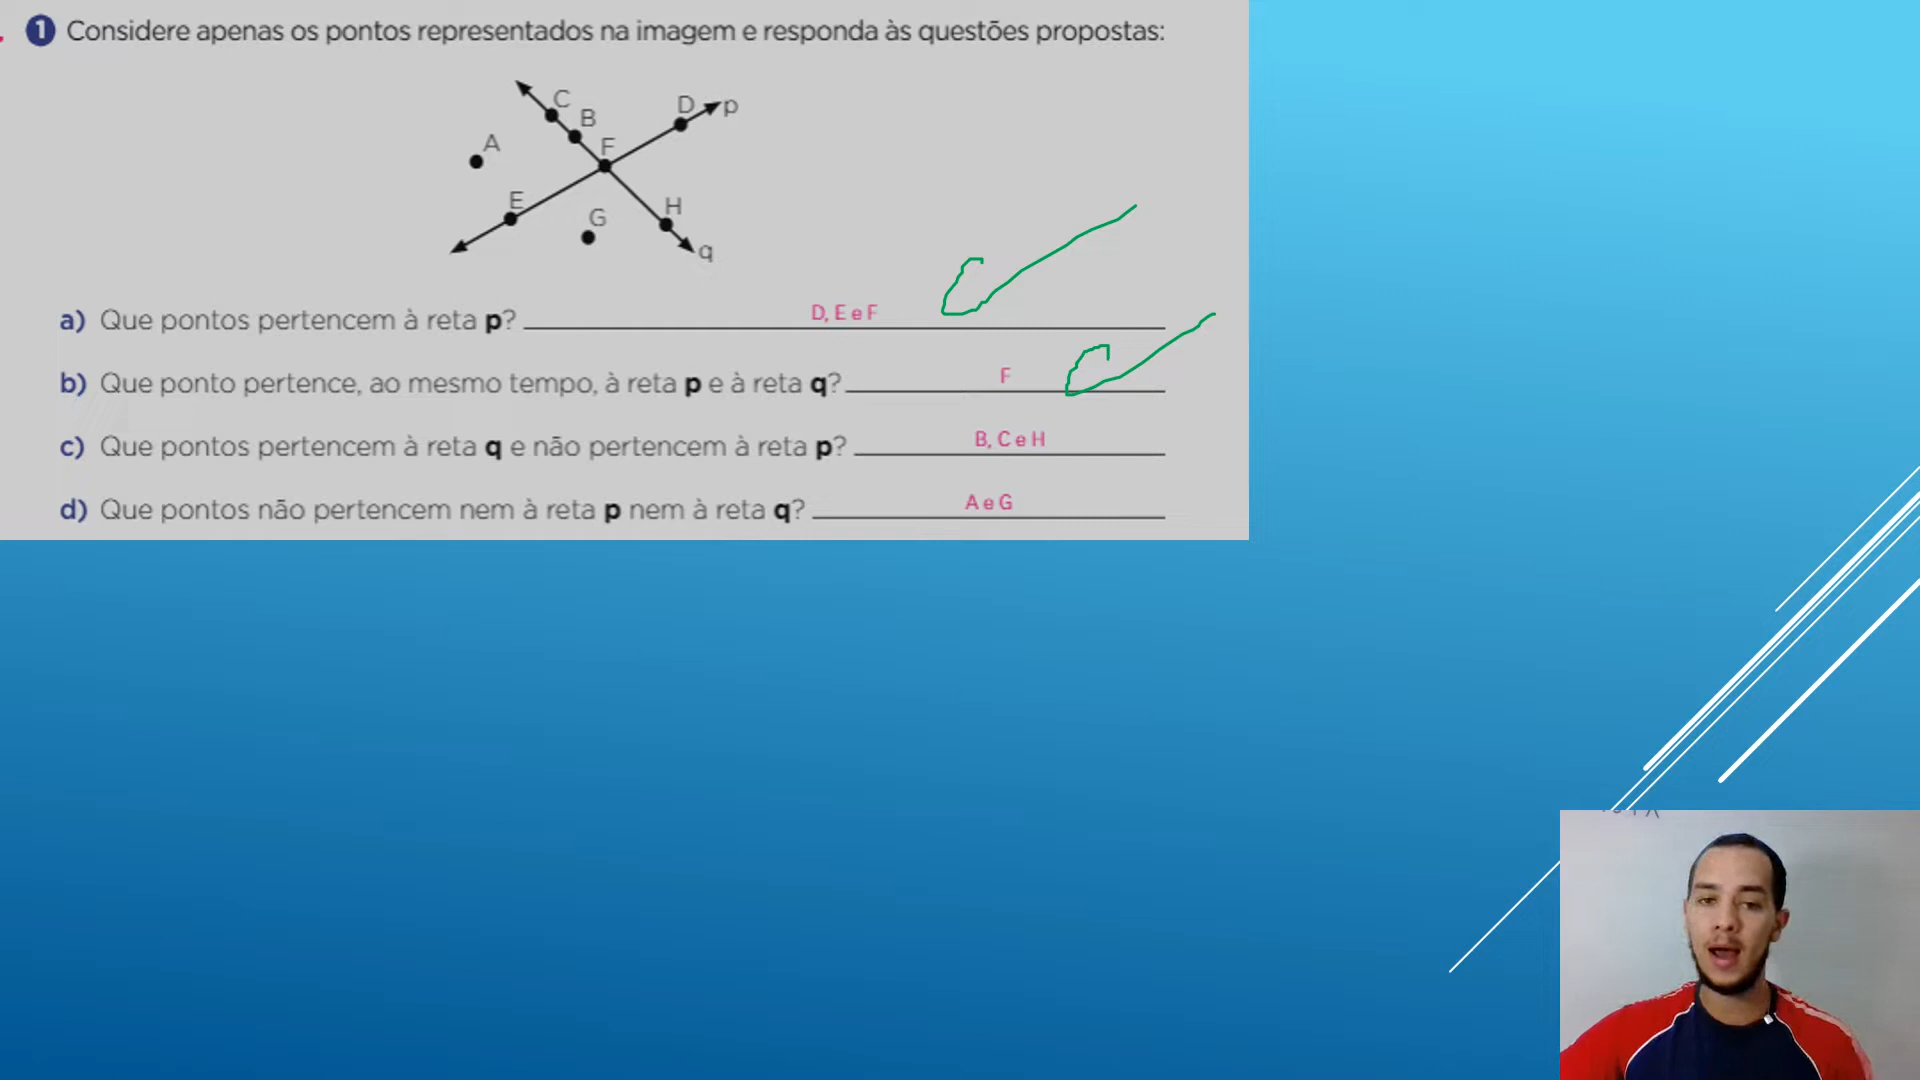 1 Considere apenas os pontos representados na imagem e responda às questões propostas:
C
B
D
p
A
F
E
G
H
q
a) Que pontos pertencem à reta p? D, E e F
b) Que ponto pertence, ao mesmo tempo, à reta p e à reta q? F
c) Que pontos pertencem à reta q e não pertencem à reta p? B, C e H
d) Que pontos não pertencem nem à reta p nem à reta q? A e G